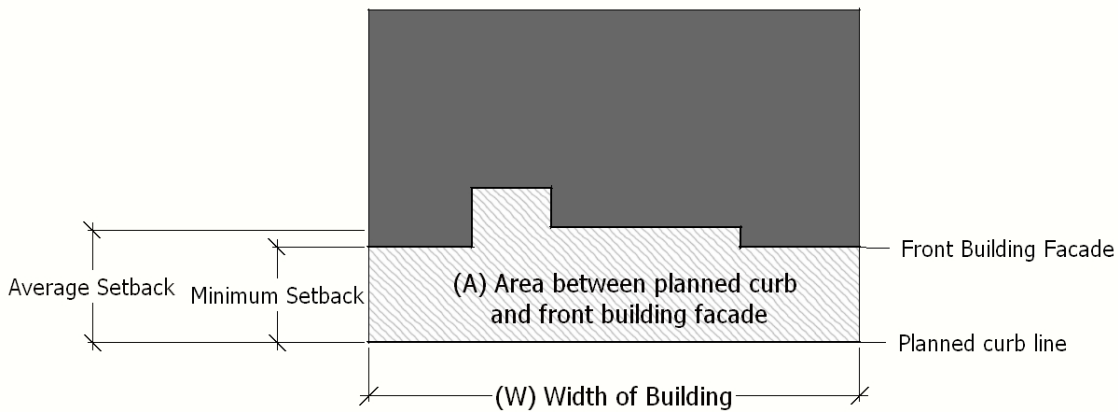 Front Building Facade
Average Setback
Minimum Setback
(A) Area between planned curb
and front building facade
Planned curb line
(W) Width of Building